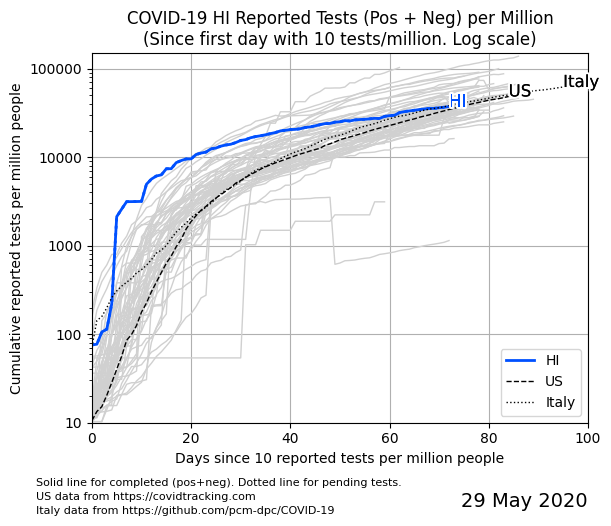 COVID-19 HI Reported Tests (Pos + Neg) per Million
(Since first day with 10 tests/million. Log scale)
Cumulative reported tests per million people
100000
10000
1000
100
10
HI
US
Italy
HI
US
Italy
0
20
40
60
80
100
Days since 10 reported tests per million people
Solid line for completed (pos+neg). Dotted line for pending tests.
US data from https://covidtracking.com
Italy data from https://github.com/pcm-dpc/COVID-19
29 May 2020